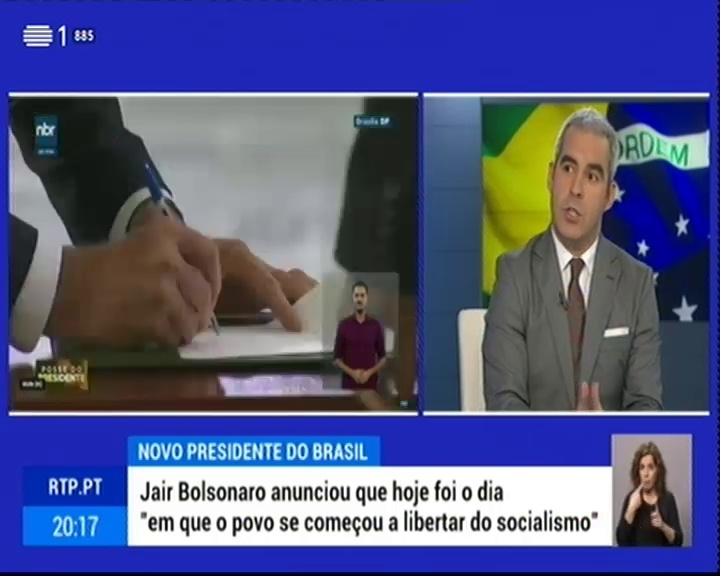 1 885
nbr
Brasília DF
ORDEM
POSSE DO
PRESIDENTE
NOVO PRESIDENTE DO BRASIL
RTP.PT
Jair Bolsonaro anunciou que hoje foi o dia
20:17
"em que o povo se começou a libertar do socialismo"